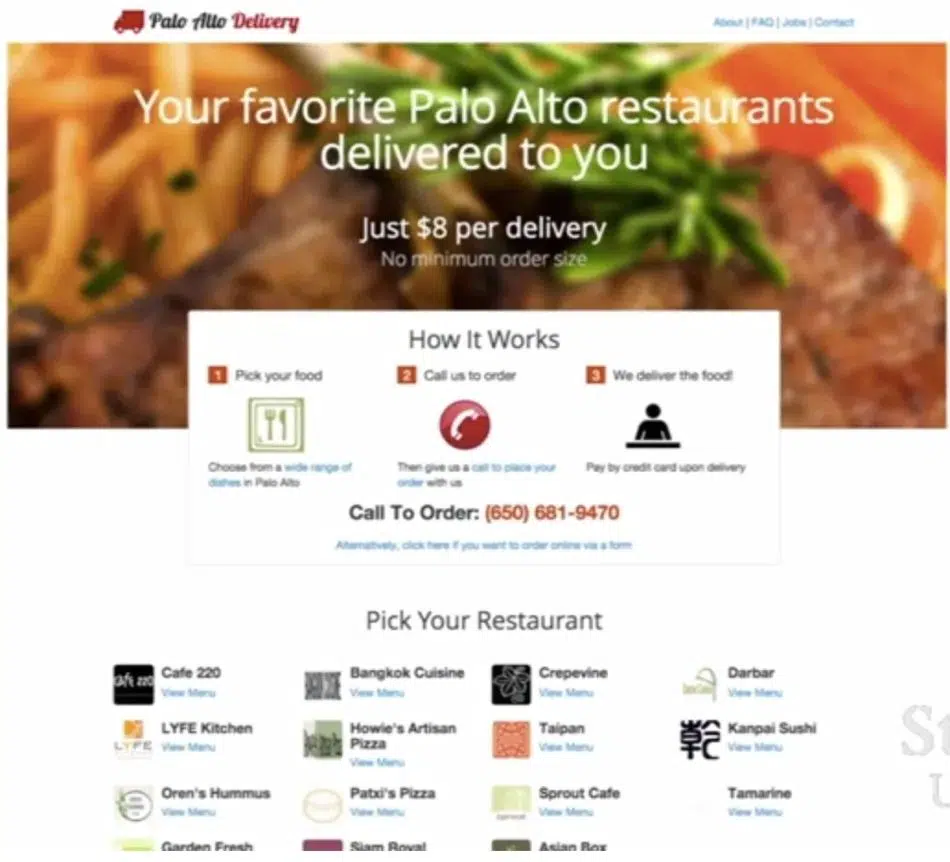 Palo Alto Delivery
About | FAQ | Jobs | Contact
Your favorite Palo Alto restaurants
delivered to you
Just $8 per delivery
No minimum order size
How It Works
1 Pick your food
Choose from a wide range of
dishes in Palo Alto
2 Call us to order
Then give us a call to place your
order with us
3 We deliver the food!
Pay by credit card upon delivery
Call To Order: (650) 681-9470
Alternatively, click here if you want to order online via a form
Pick Your Restaurant
Cafe 220
View Menu
Bangkok Cuisine
View Menu
Crepevine
View Menu
Darbar
View Menu
LYFE
LYFE Kitchen
View Menu
Howie's Artisan
Pizza
View Menu
Taipan
View Menu
乾
Kanpai Sushi
View Menu
Oren's Hummus
View Menu
Patxi's Pizza
View Menu
Sprout Cafe
View Menu
Tamarine
View Menu
Garden Fresh
Siam Royal
Asian Box